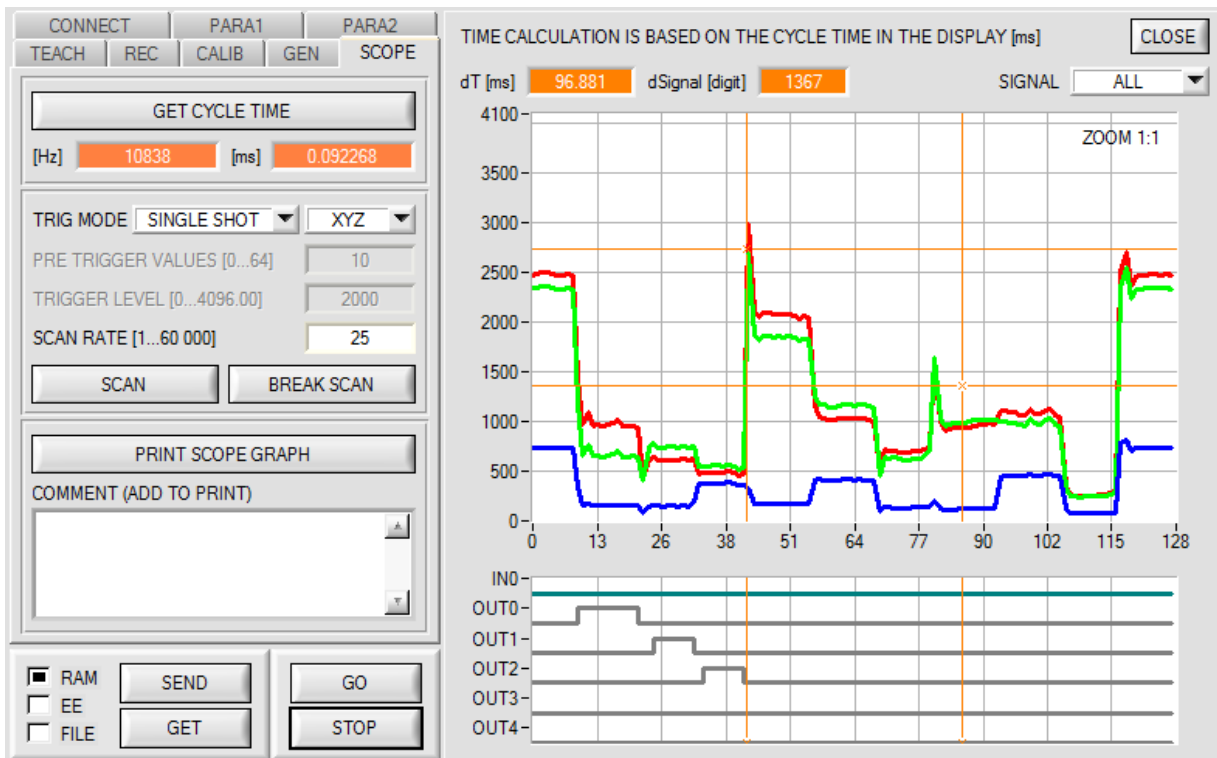 CONNECT PARA1 PARA2
TEACH REC CALIB GEN SCOPE
GET CYCLE TIME
[Hz] 10838 [ms] 0.092268
TRIG MODE SINGLE SHOT XYZ
PRE TRIGGER VALUES [0...64] 10
TRIGGER LEVEL [0...4096.00] 2000
SCAN RATE [1...60 000] 25
SCAN BREAK SCAN
PRINT SCOPE GRAPH
COMMENT (ADD TO PRINT)
RAM
EE
FILE
SEND GO
GET STOP
TIME CALCULATION IS BASED ON THE CYCLE TIME IN THE DISPLAY [ms] CLOSE
dT [ms] 96.881 dSignal [digit] 1367 SIGNAL ALL
4100
ZOOM 1:1
3500
3000
2500
2000
1500
1000
500
0
0 13 26 38 51 64 77 90 102 115 128
IN0
OUT0
OUT1
OUT2
OUT3
OUT4